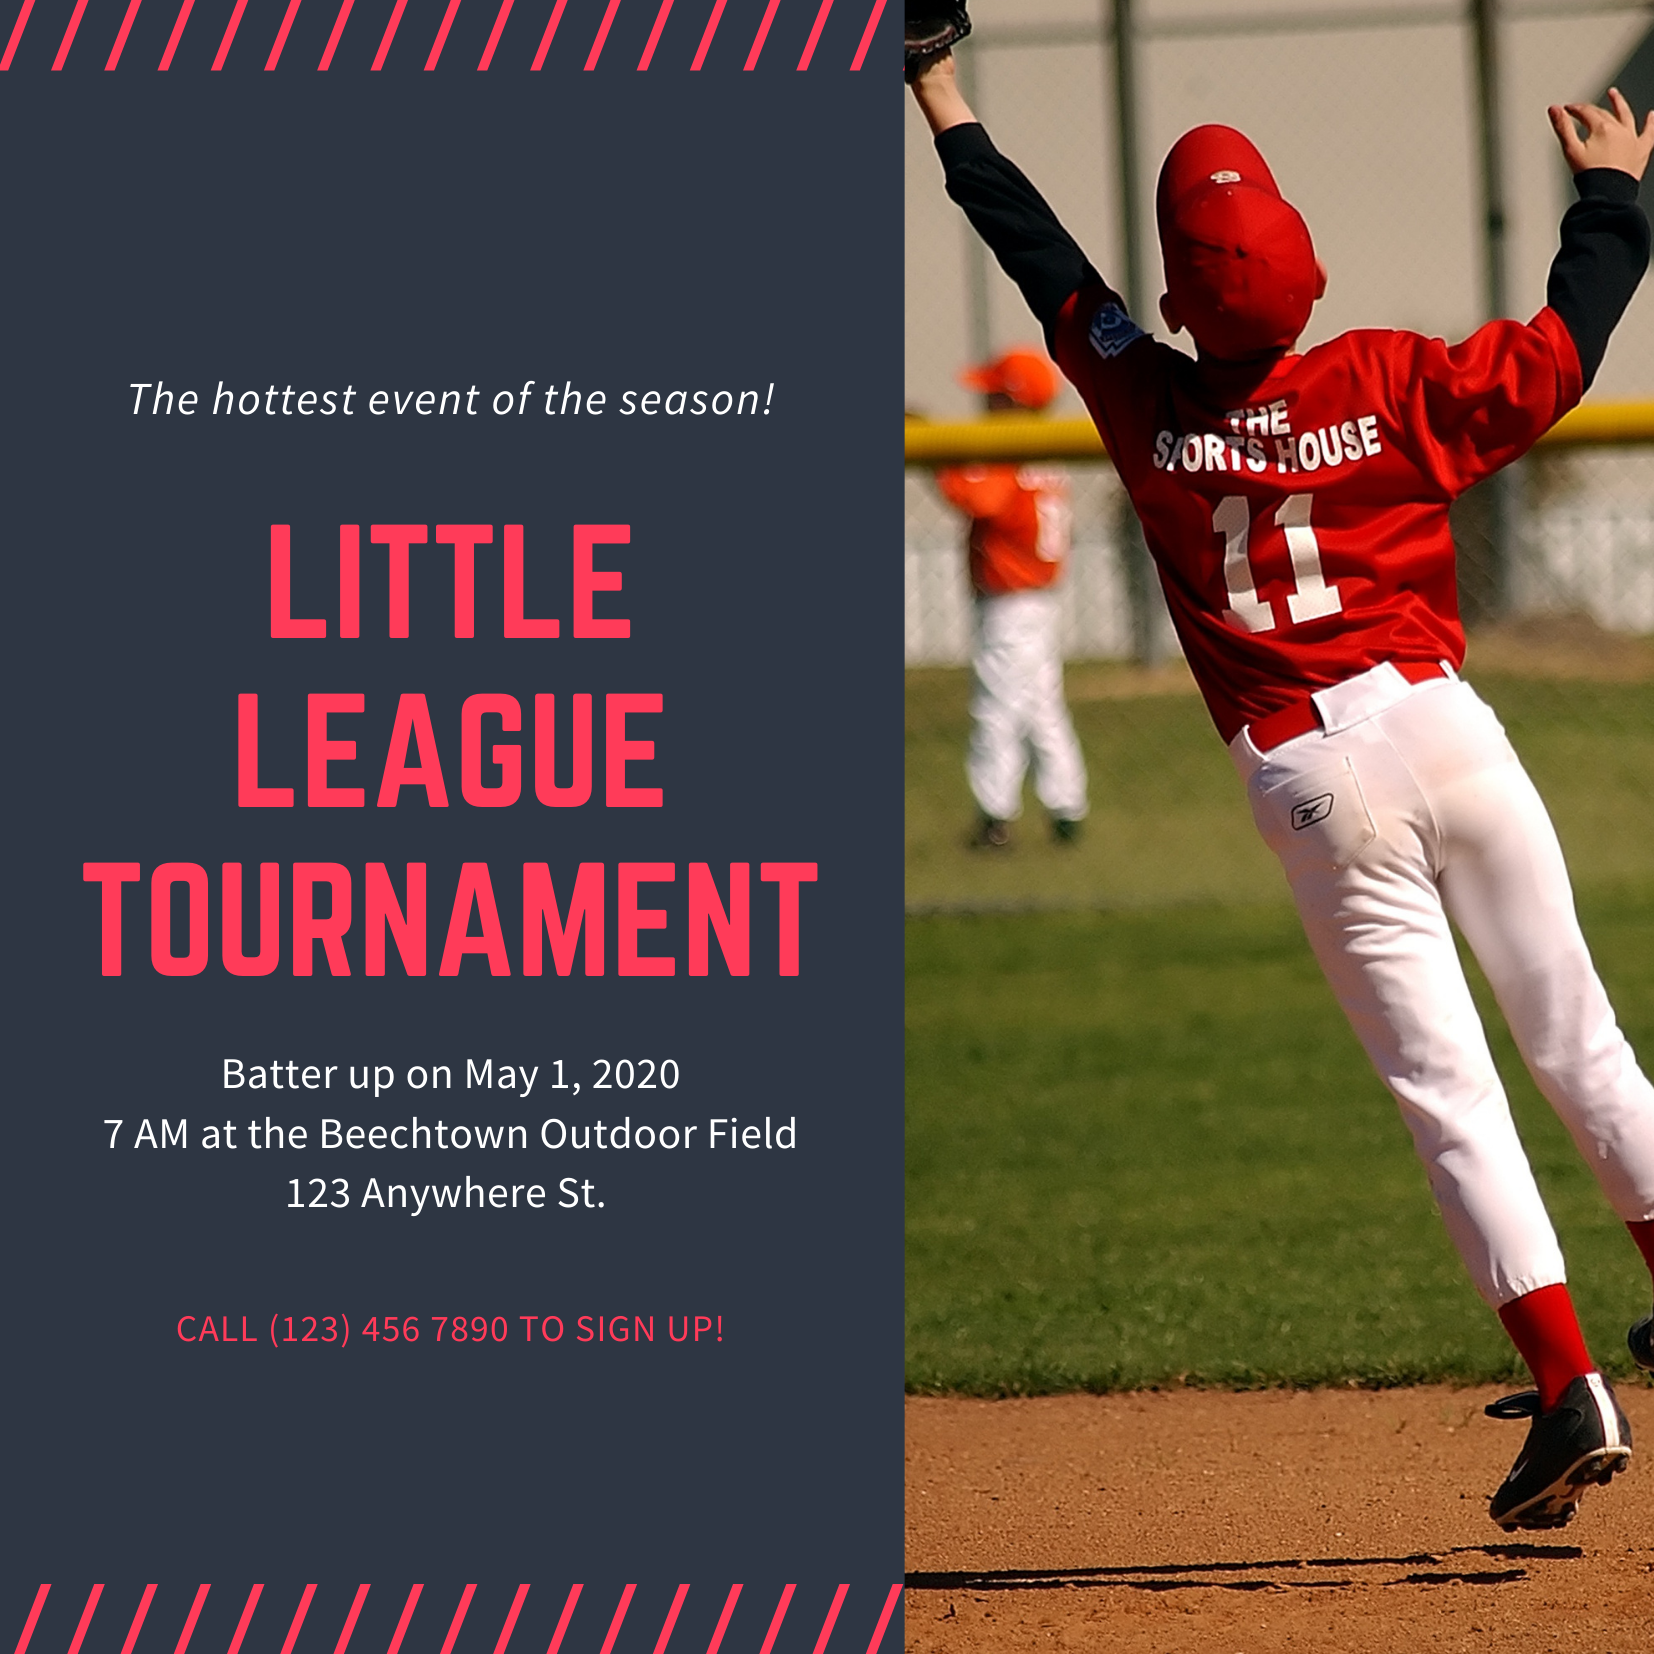 The hottest event of the season!
LITTLE
LEAGUE
TOURNAMENT
Batter up on May 1, 2020
7 AM at the Beechtown Outdoor Field
123 Anywhere St.
CALL (123) 456 7890 TO SIGN UP!
THE
SPORTS HOUSE
11